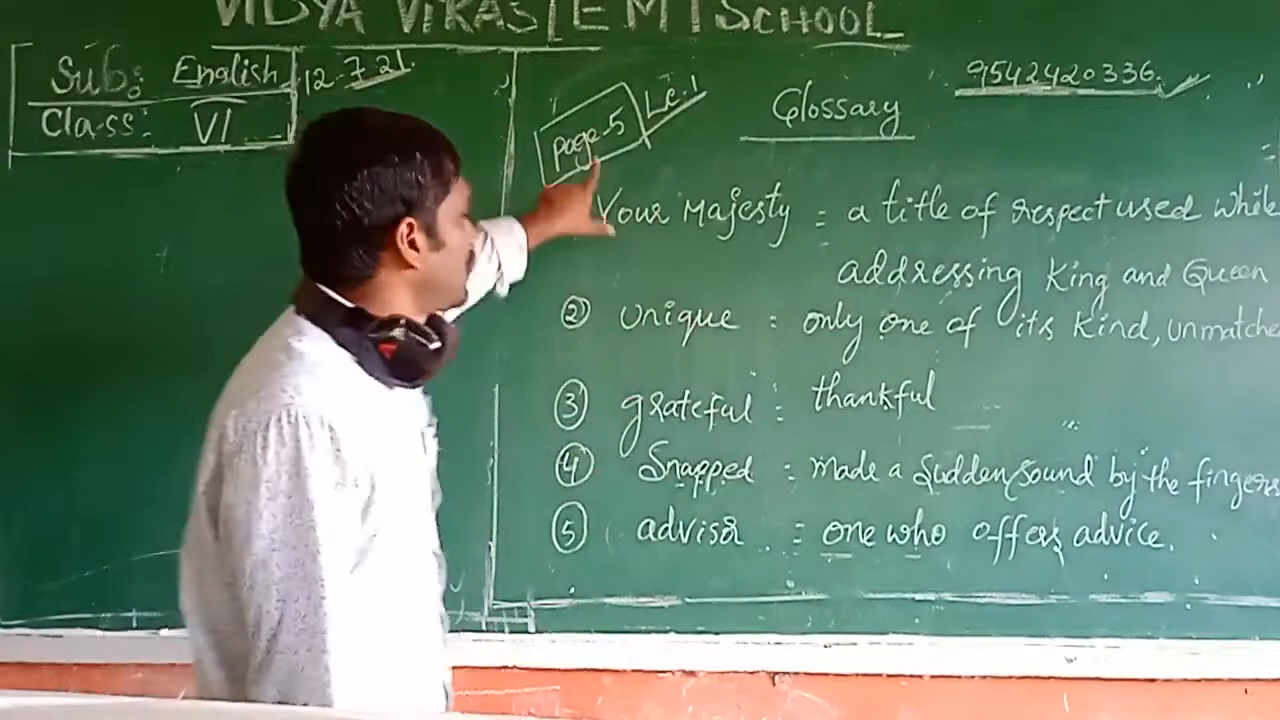 VIDYA VIKAS E M SCHOOL
Sub: English 12-7-21
Class: VI
Page-5 Le.1
Glossary
9542420336
Your Majesty = a title of respect used while
addressing King and Queen
② unique : only one of its kind, unmatche
③ grateful : thankful
④ Snapped : made a sudden sound by the fingers
⑤ advisor : one who offers advice.